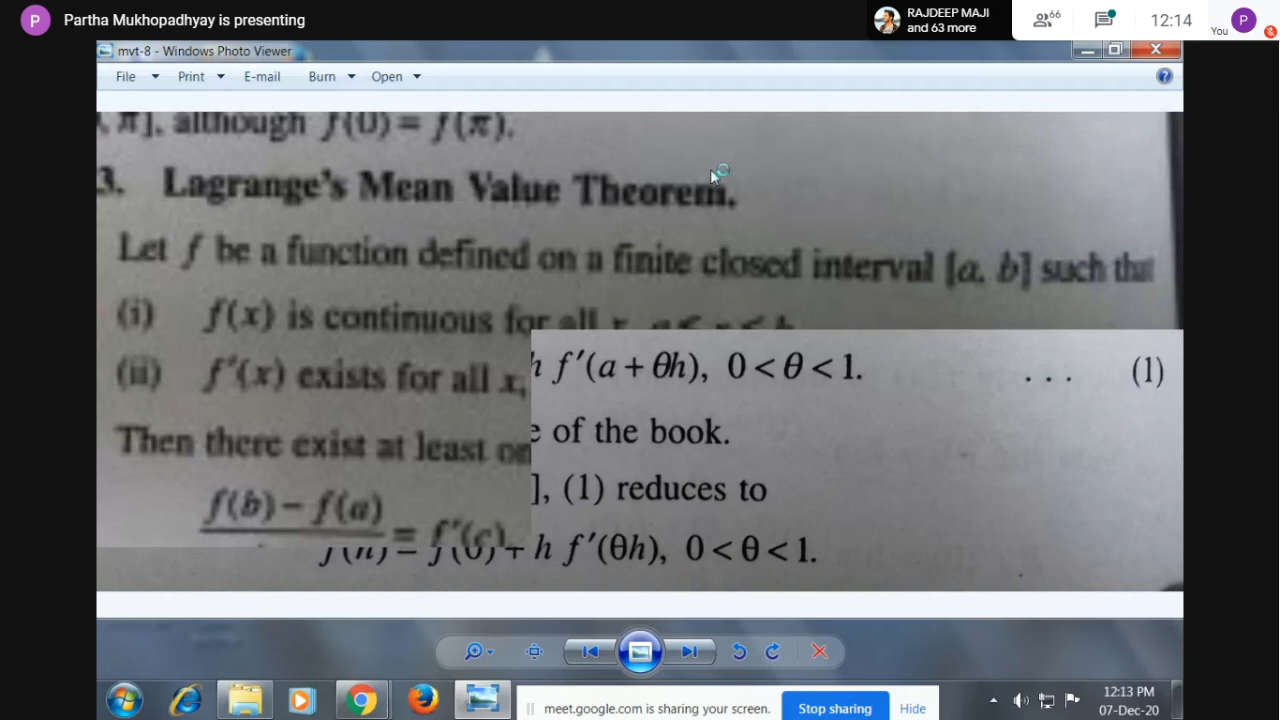 P Partha Mukhopadhyay is presenting
RAJDEEP MAJI
and 63 more
66
12:14
You P
mvt-8 - Windows Photo Viewer
File Print E-mail Burn Open
π], although f(0) = f(π).
3. Lagrange's Mean Value Theorem.
Let f be a function defined on a finite closed interval [a, b] such that
(i) f(x) is continuous for all
(ii) f′(x) exists for all x,
h f′(a + θh), 0 < θ < 1. ... (1)
of the book.
Then there exist at least
], (1) reduces to
f(b) − f(a)
= f′(c)
f(h) = f(0) + h f′(θh), 0 < θ < 1.
meet.google.com is sharing your screen. Stop sharing Hide
12:13 PM
07-Dec-20